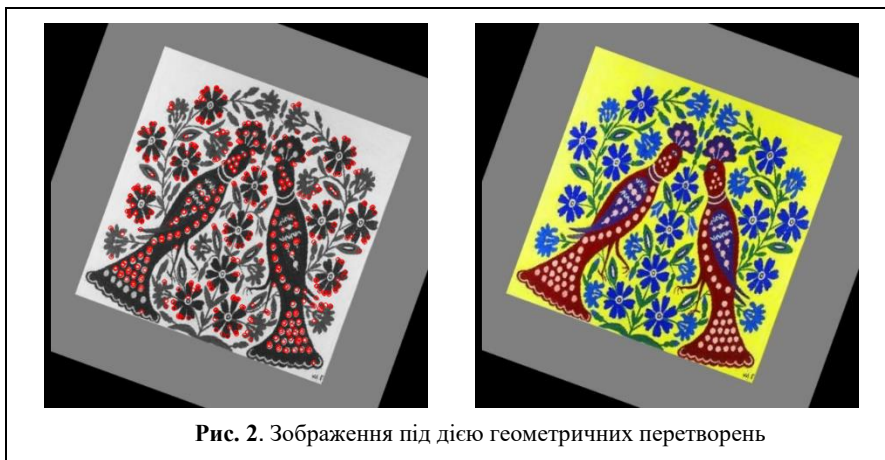 Рис. 2. Зображення під дією геометричних перетворень